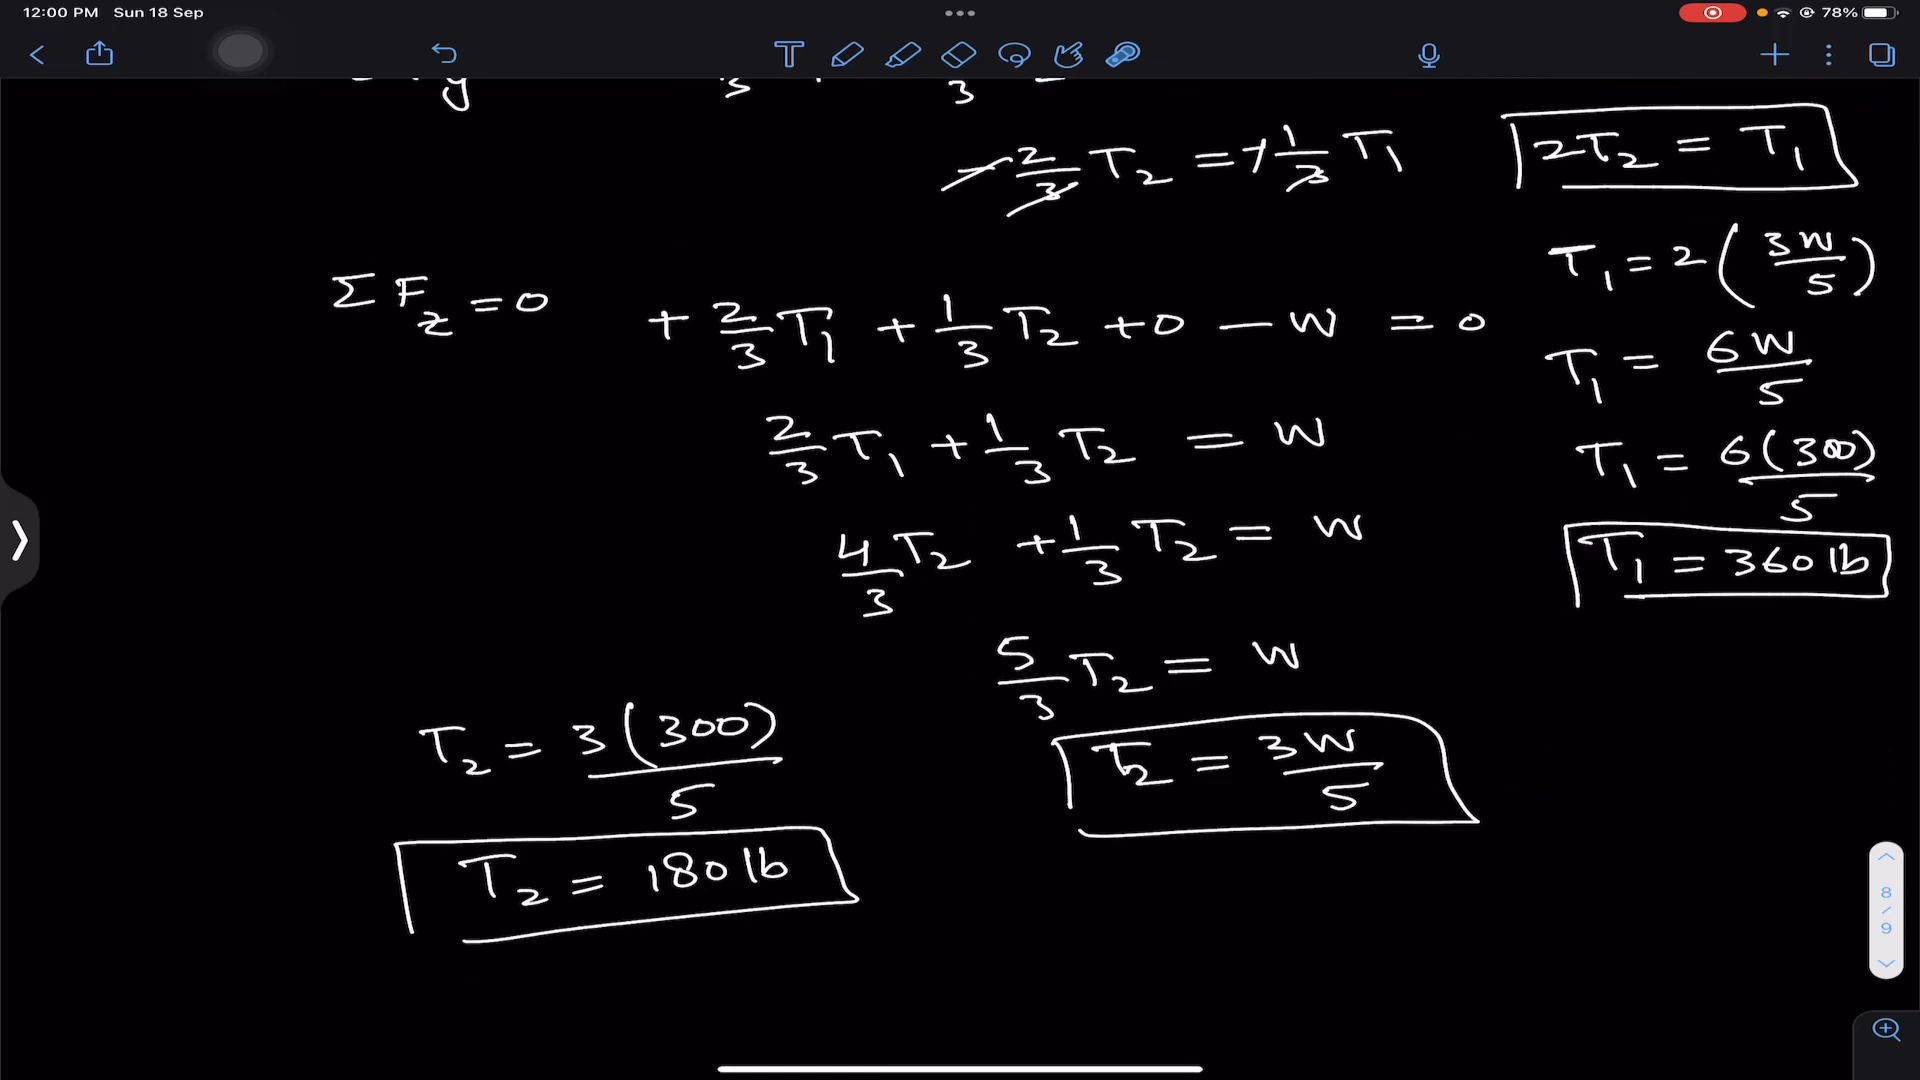 12:00 PM Sun 18 Sep
78%
y 3 3
-2/3 T2 = +1/3 T1
2T2 = T1
T1 = 2(3W/5)
ΣFz = 0
+ 2/3 T1 + 1/3 T2 + 0 - W = 0
T1 = 6W/5
2/3 T1 + 1/3 T2 = W
T1 = 6(300)/5
4/3 T2 + 1/3 T2 = W
T1 = 360 lb
5/3 T2 = W
T2 = 3(300)/5
T2 = 3W/5
T2 = 180 lb
8
/
9